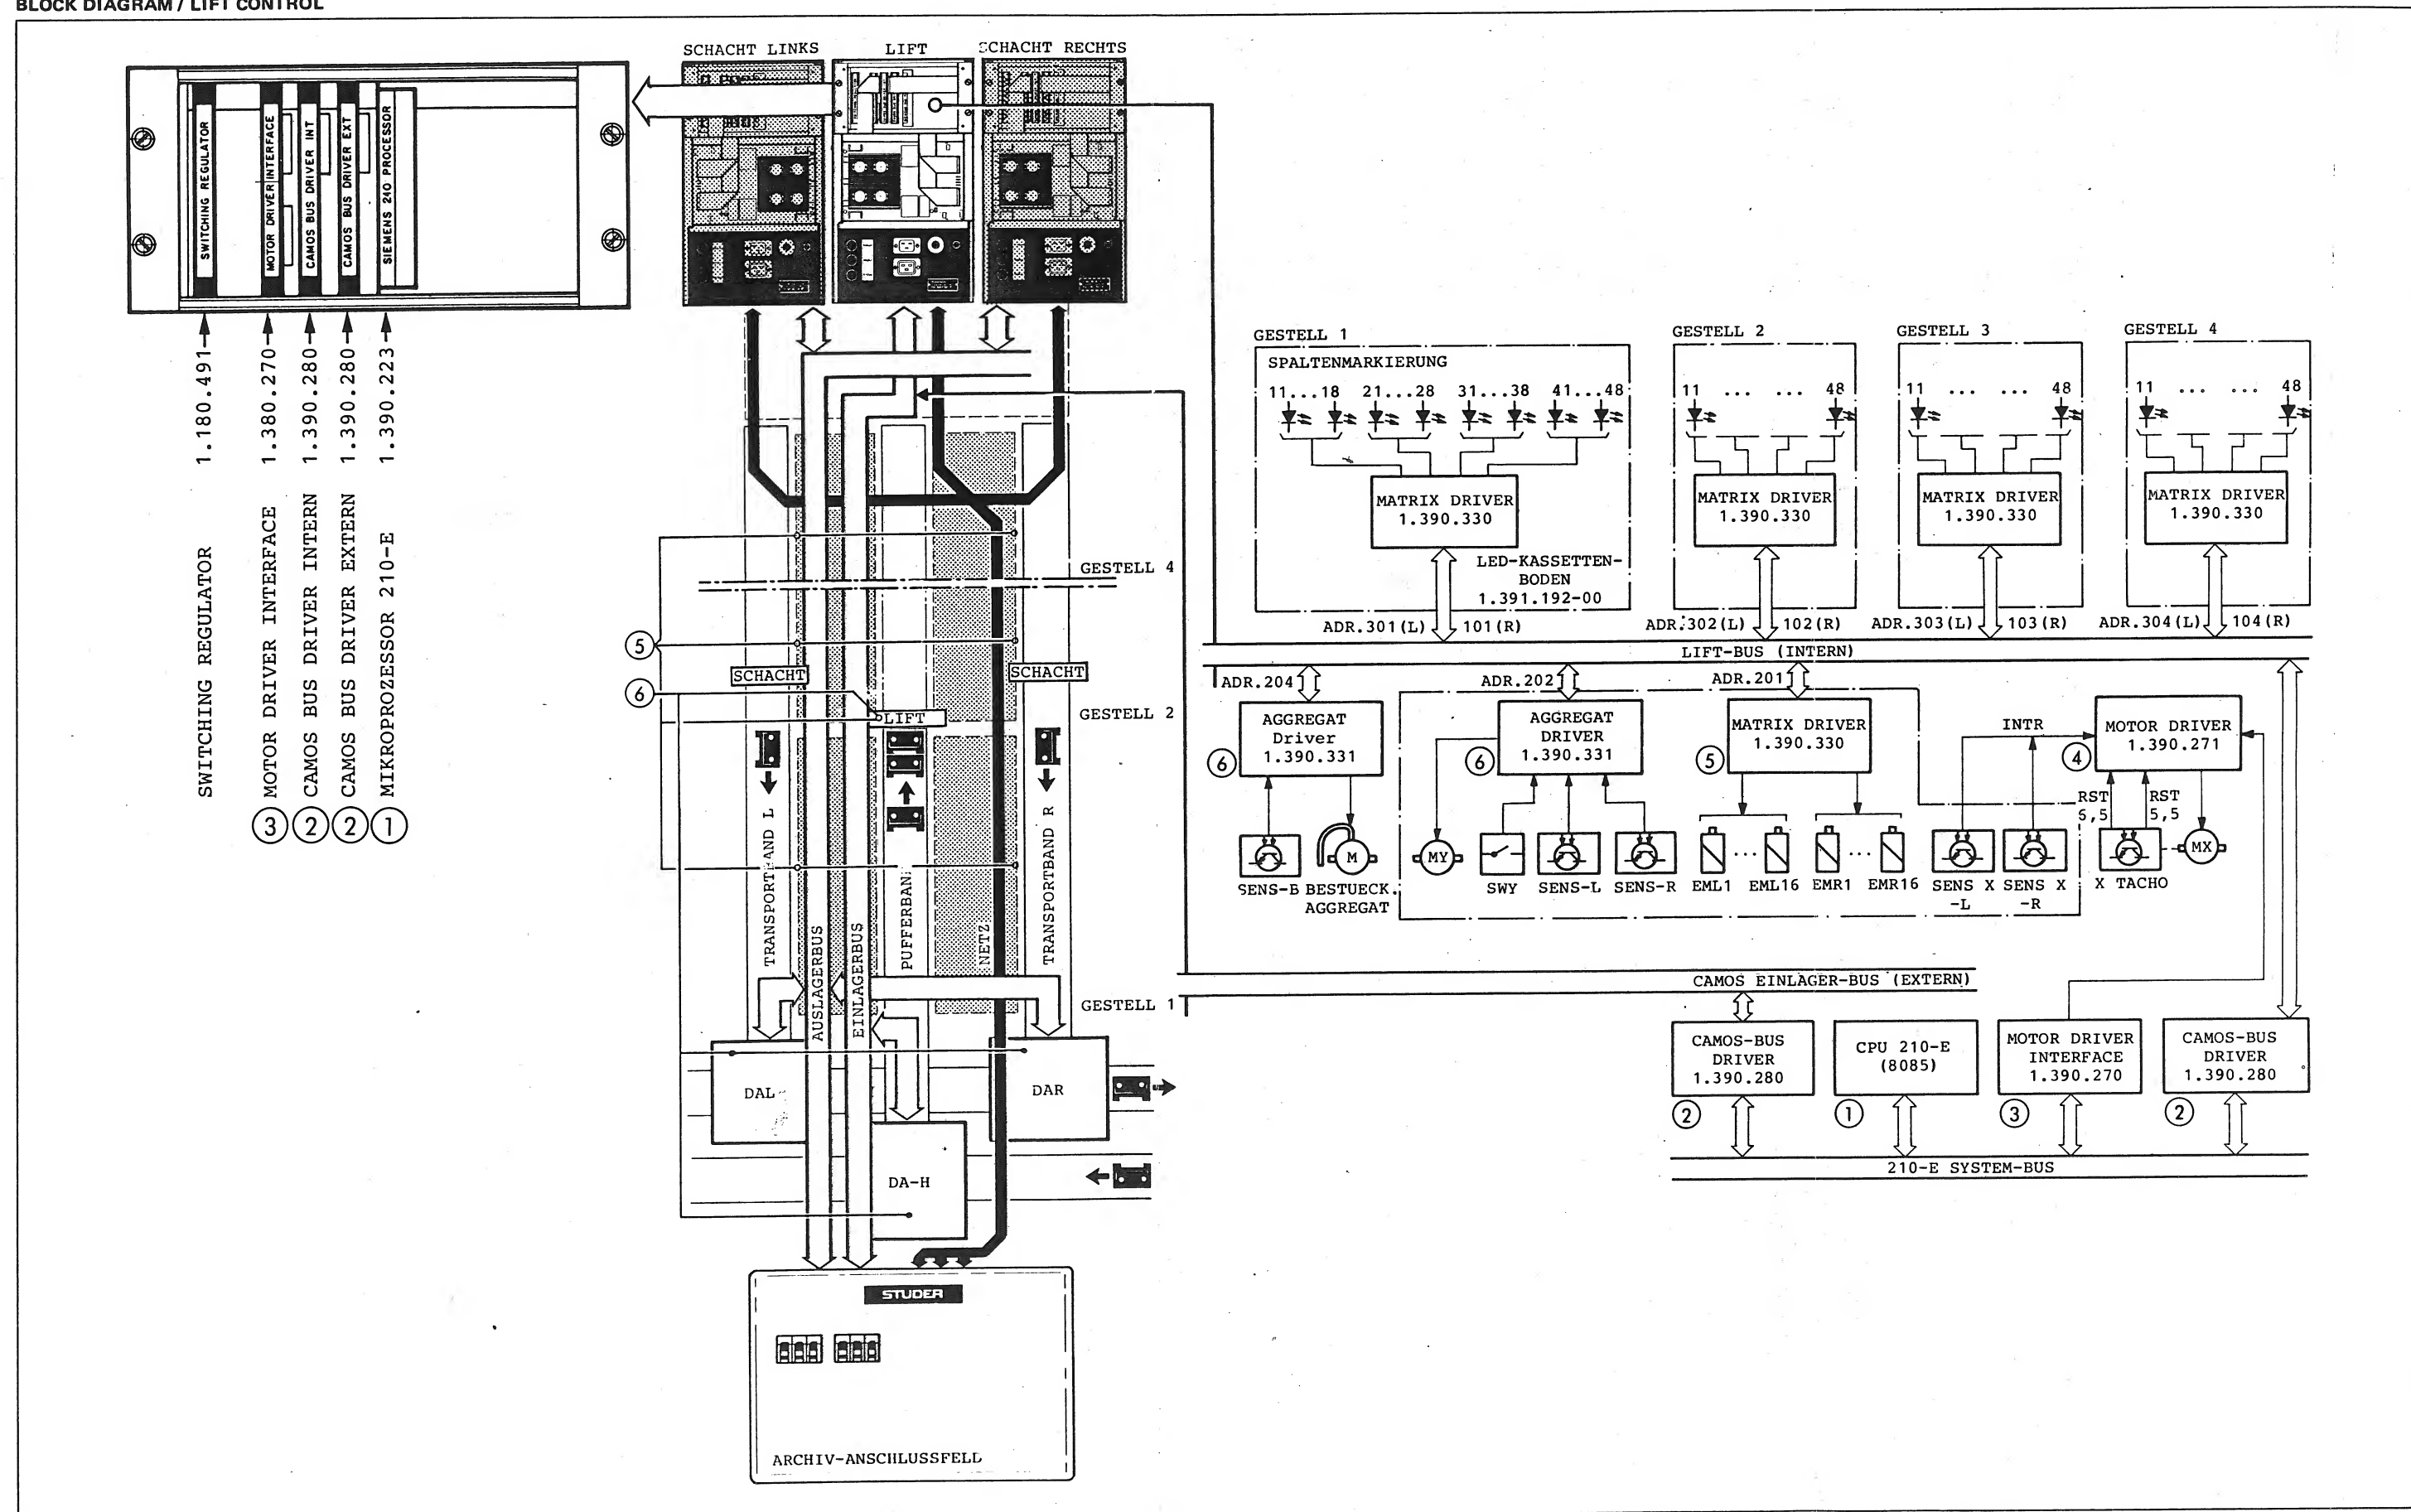 BLOCK DIAGRAM / LIFT CONTROL
SCHACHT LINKS
LIFT
SCHACHT RECHTS
SWITCHING REGULATOR
MOTOR DRIVER INTERFACE
CAMOS BUS DRIVER INT
CAMOS BUS DRIVER EXT
SIEMENS 240 PROCESSOR
SWITCHING REGULATOR 1.180.491
MOTOR DRIVER INTERFACE 1.380.270
CAMOS BUS DRIVER INTERN 1.390.280
CAMOS BUS DRIVER EXTERN 1.390.280
MIKROPROZESSOR 210-E 1.390.223
3
2
2
1
GESTELL 4
5
SCHACHT
SCHACHT
6
LIFT
GESTELL 2
TRANSPORTBAND L
AUSLAGERBUS
EINLAGERBUS
PUFFERBAND
NETZ
TRANSPORTBAND R
GESTELL 1
DAL
DAR
DA-H
STUDER
ARCHIV-ANSCHLUSSFELL
GESTELL 1
SPALTENMARKIERUNG
11...18 21...28 31...38 41...48
MATRIX DRIVER
1.390.330
LED-KASSETTEN-
BODEN
1.391.192-00
ADR.301(L) 101(R)
GESTELL 2
11 ... ... 48
MATRIX DRIVER
1.390.330
ADR.302(L) 102(R)
GESTELL 3
11 ... ... 48
MATRIX DRIVER
1.390.330
ADR.303(L) 103(R)
GESTELL 4
11 ... ... 48
MATRIX DRIVER
1.390.330
ADR.304(L) 104(R)
LIFT-BUS (INTERN)
ADR.204
AGGREGAT
Driver
1.390.331
6
SENS-B
M
BESTUECK.
AGGREGAT
ADR.202
AGGREGAT
DRIVER
1.390.331
6
MY
SWY
SENS-L
SENS-R
ADR.201
MATRIX DRIVER
1.390.330
5
EML1 ... EML16
EMR1 ... EMR16
INTR
MOTOR DRIVER
1.390.271
4
RST
5,5
RST
5,5
SENS X
-L
SENS X
-R
X TACHO
MX
CAMOS EINLAGER-BUS (EXTERN)
CAMOS-BUS
DRIVER
1.390.280
2
CPU 210-E
(8085)
1
MOTOR DRIVER
INTERFACE
1.390.270
3
CAMOS-BUS
DRIVER
1.390.280
2
210-E SYSTEM-BUS